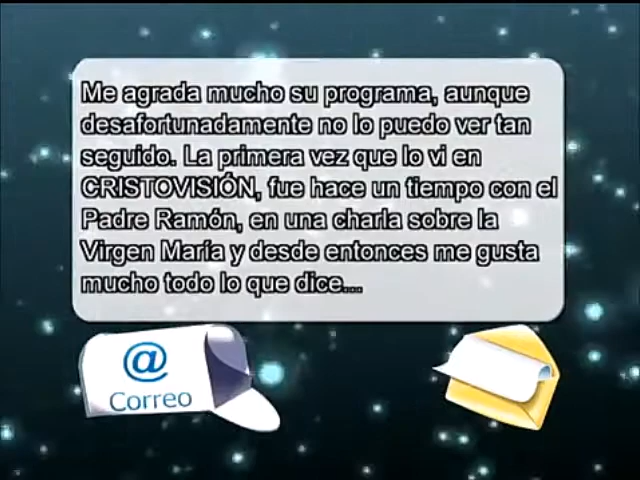 Me agrada mucho su programa, aunque
desafortunadamente no lo puedo ver tan
seguido. La primera vez que lo vi en
CRISTOVISIÓN, fue hace un tiempo con el
Padre Ramón, en una charla sobre la
Virgen María y desde entonces me gusta
mucho todo lo que dice...
@
Correo